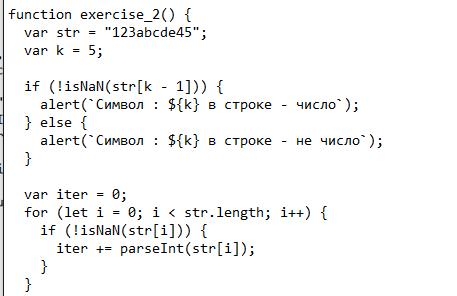 function exercise_2() {
var str = "123abcde45";
var k = 5;
if (!isNaN(str[k - 1])) {
alert(`Символ : ${k} в строке - число`);
} else {
alert(`Символ : ${k} в строке - не число`);
}
var iter = 0;
for (let i = 0; i < str.length; i++) {
if (!isNaN(str[i])) {
iter += parseInt(str[i]);
}
}